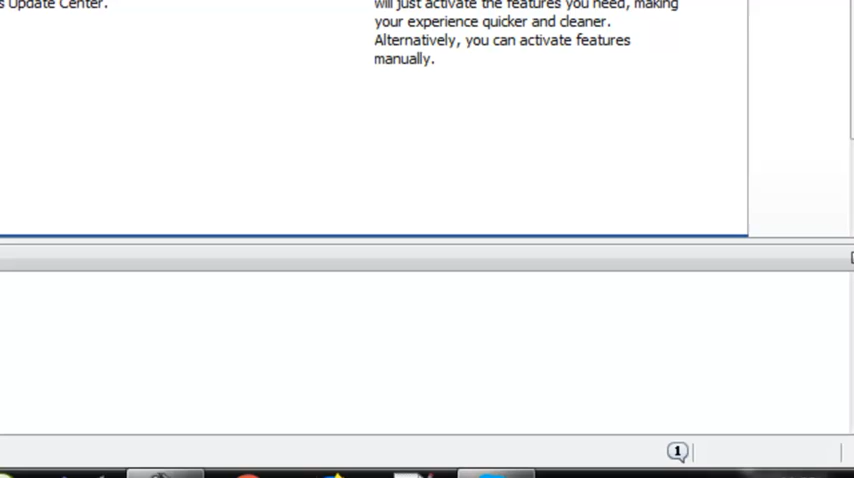 s Update Center.
will just activate the features you need, making
your experience quicker and cleaner.
Alternatively, you can activate features
manually.
1